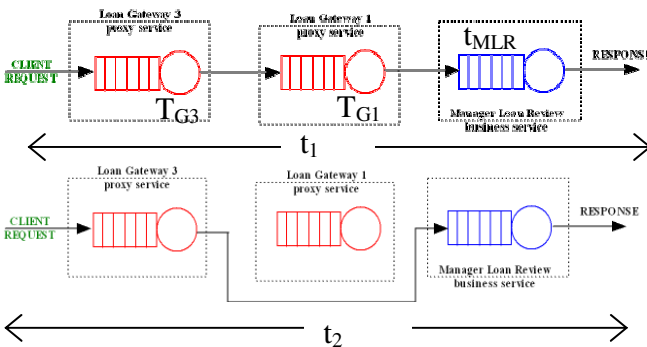 Loan Gateway 3
proxy service
Loan Gateway 1
proxy service
CLIENT
REQUEST
tMLR
RESPONSE
TG3
TG1
Manager Loan Review
business service
t1
Loan Gateway 3
proxy service
Loan Gateway 1
proxy service
CLIENT
REQUEST
RESPONSE
Manager Loan Review
business service
t2